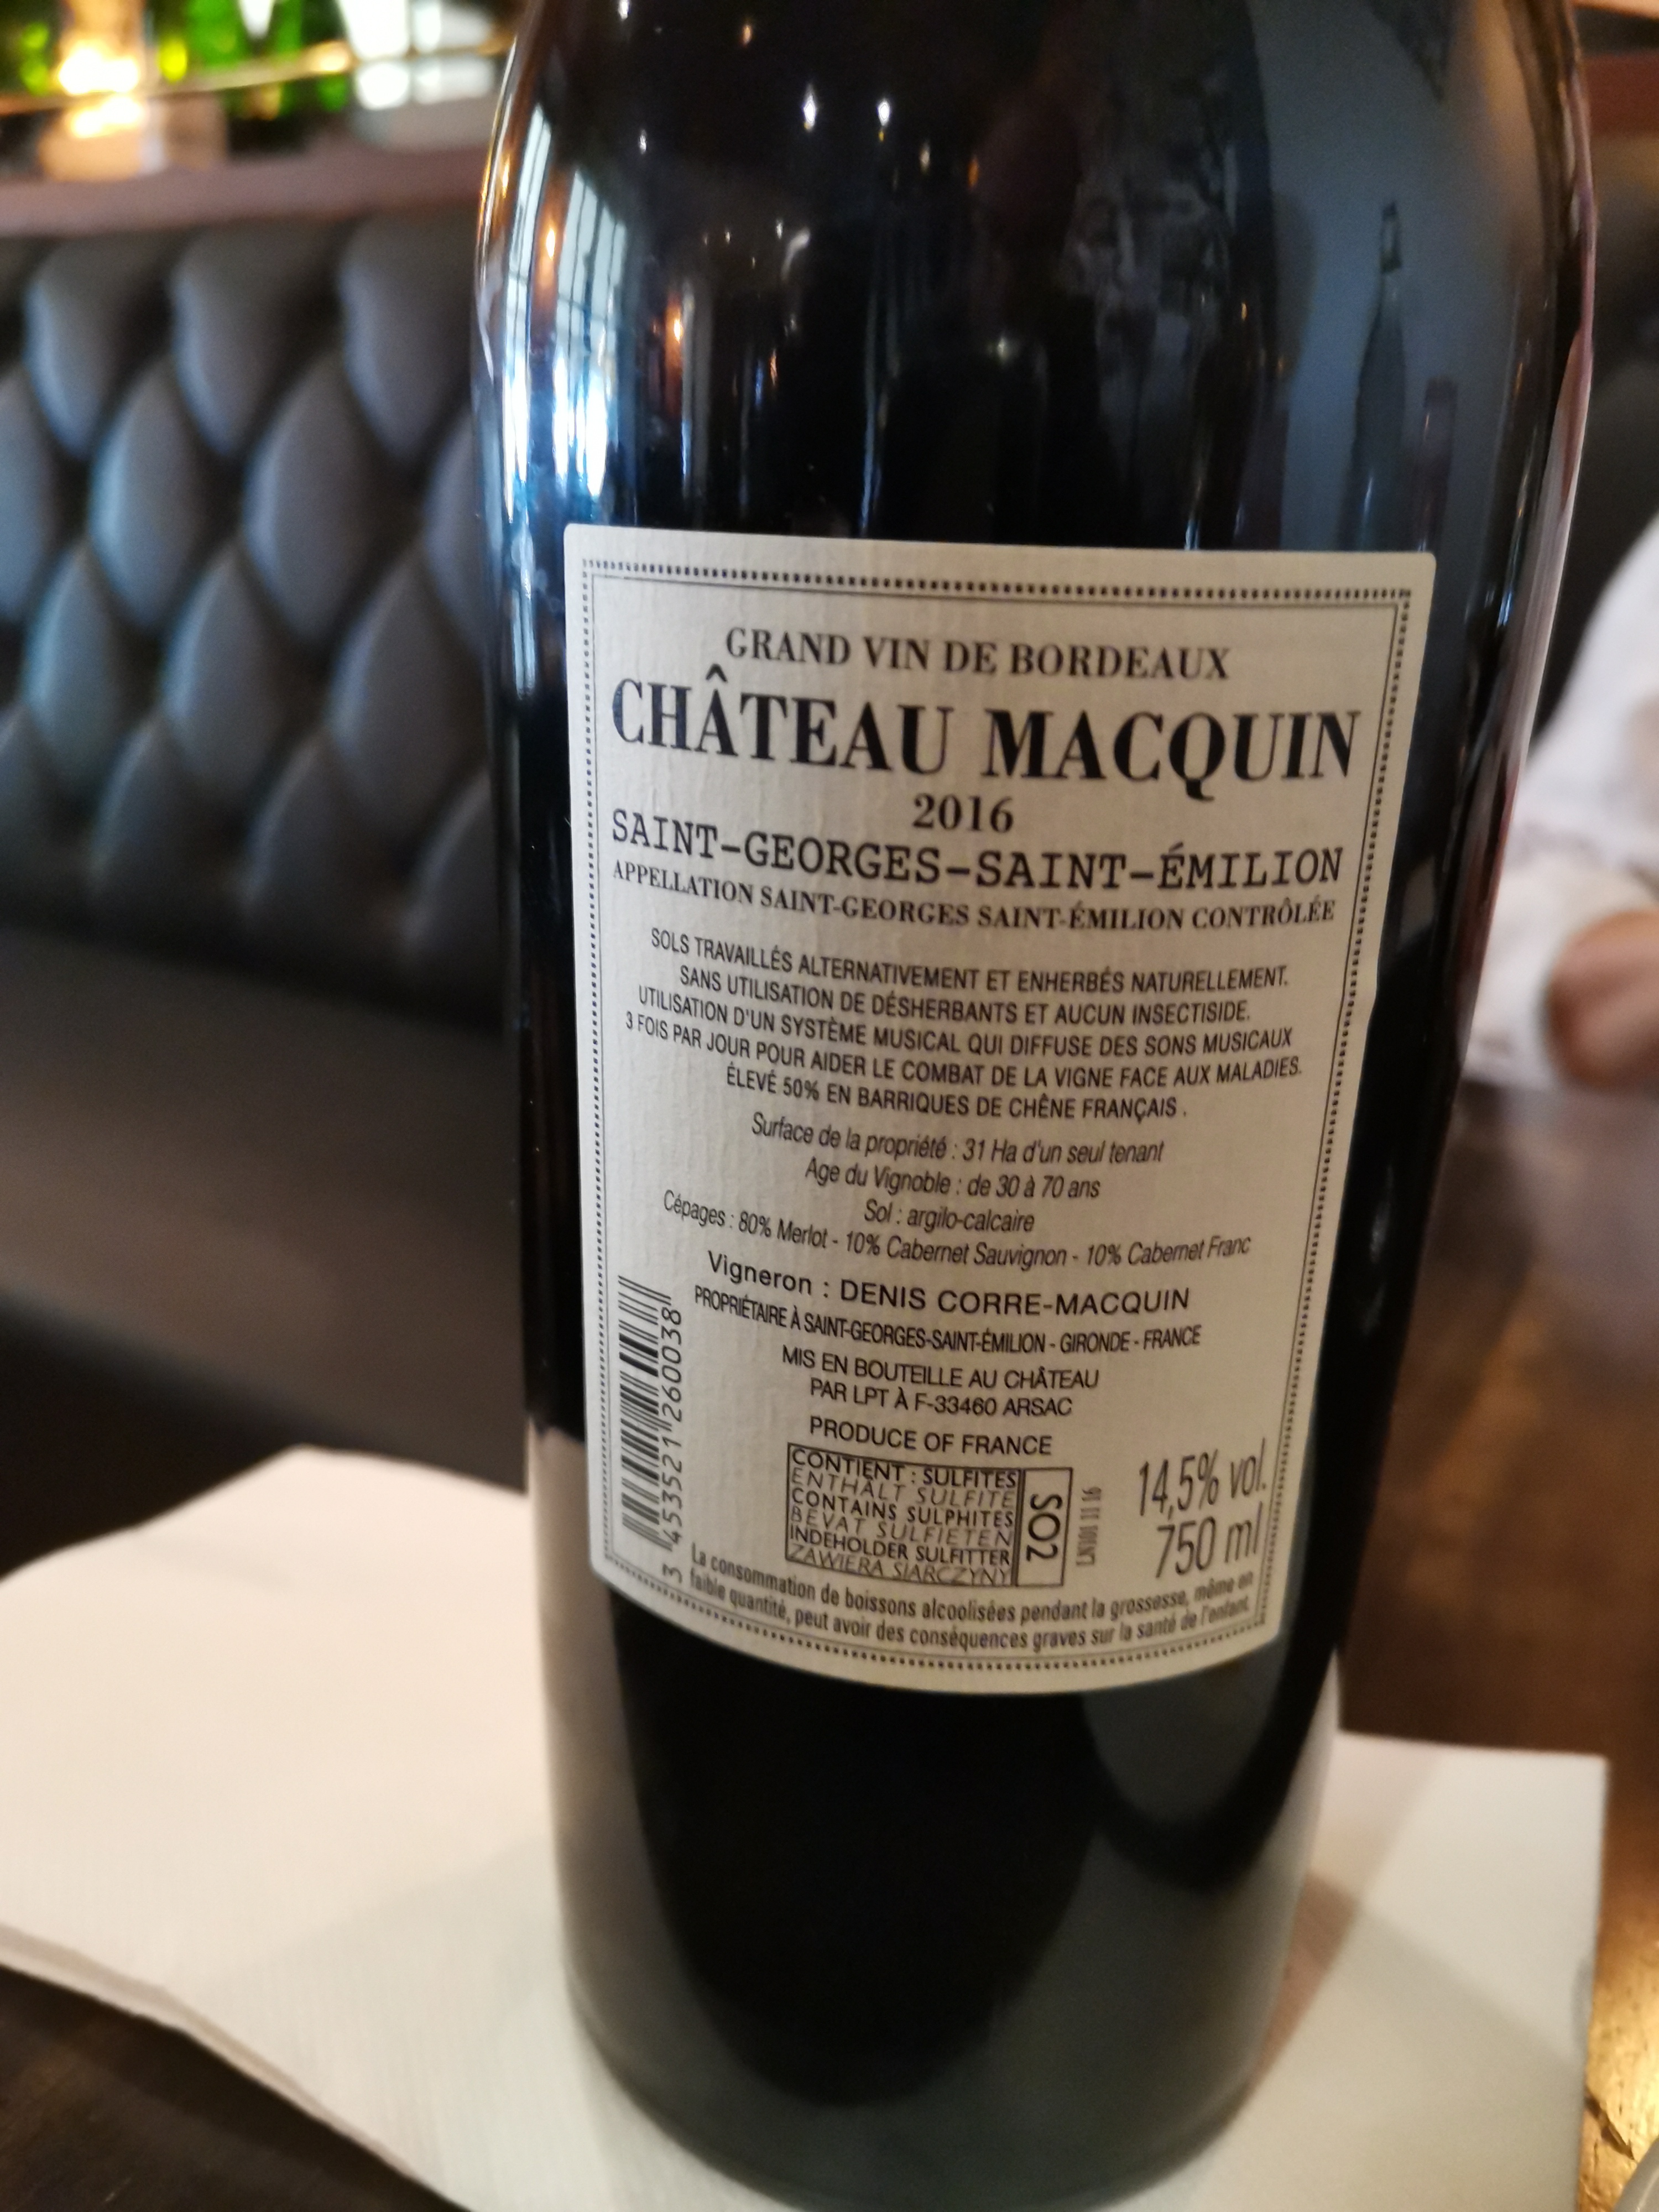 GRAND VIN DE BORDEAUX
CHÂTEAU MACQUIN
2016
SAINT-GEORGES-SAINT-ÉMILION
APPELLATION SAINT-GEORGES SAINT-ÉMILION CONTRÔLÉE
SOLS TRAVAILLÉS ALTERNATIVEMENT ET ENHERBÉS NATURELLEMENT.
SANS UTILISATION DE DÉSHERBANTS ET AUCUN INSECTISIDE.
UTILISATION D'UN SYSTÈME MUSICAL QUI DIFFUSE DES SONS MUSICAUX
3 FOIS PAR JOUR POUR AIDER LE COMBAT DE LA VIGNE FACE AUX MALADIES.
ÉLEVÉ 50% EN BARRIQUES DE CHÊNE FRANÇAIS .
Surface de la propriété : 31 Ha d'un seul tenant
Age du Vignoble : de 30 à 70 ans
Sol : argilo-calcaire
Cépages : 80% Merlot - 10% Cabernet Sauvignon - 10% Cabernet Franc
Vigneron : DENIS CORRE-MACQUIN
PROPRIÉTAIRE À SAINT-GEORGES-SAINT-ÉMILION - GIRONDE - FRANCE
MIS EN BOUTEILLE AU CHÂTEAU
PAR LPT À F-33460 ARSAC
PRODUCE OF FRANCE
3 453521 260038
CONTIENT : SULFITES
ENTHÄLT SULFITE
CONTAINS SULPHITES
BEVAT SULFIETEN
INDEHOLDER SULFITTER
ZAWIERA SIARCZYNY
SO2
14,5% vol.
750 ml
La consommation de boissons alcoolisées pendant la grossesse, même en
faible quantité, peut avoir des conséquences graves sur la santé de l'enfant.